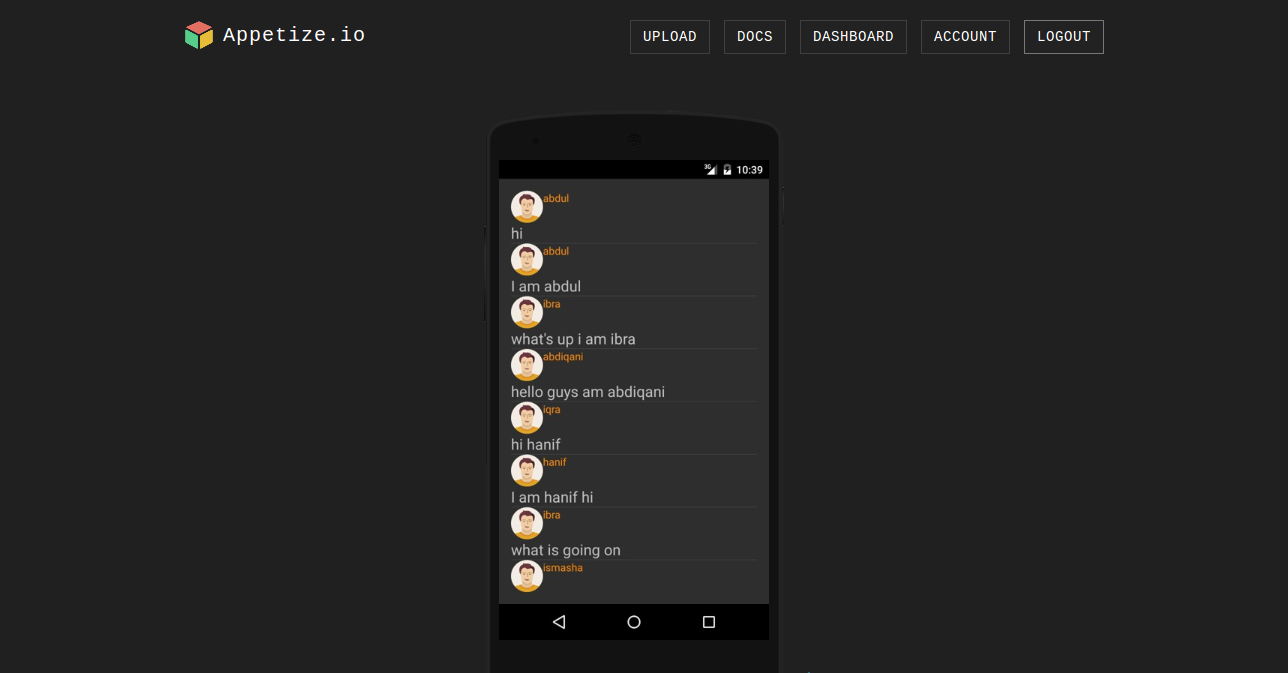 Appetize.io
UPLOAD DOCS DASHBOARD ACCOUNT LOGOUT
3G 10:39
abdul
hi
abdul
I am abdul
ibra
what's up i am ibra
abdiqani
hello guys am abdiqani
iqra
hi hanif
hanif
I am hanif hi
ibra
what is going on
ismasha